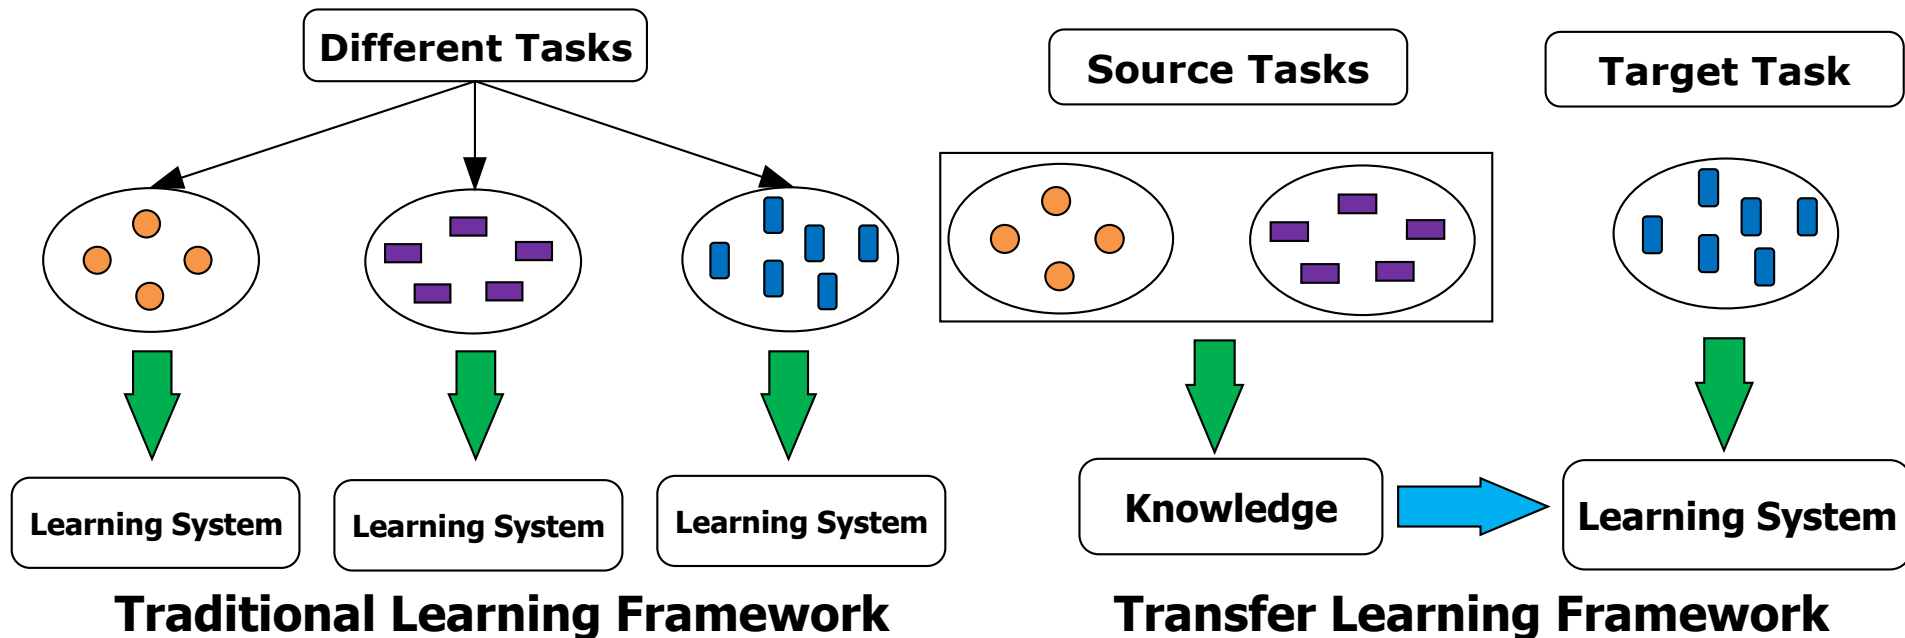 Different Tasks
Source Tasks
Target Task
Learning System
Learning System
Learning System
Knowledge
Learning System
Traditional Learning Framework
Transfer Learning Framework